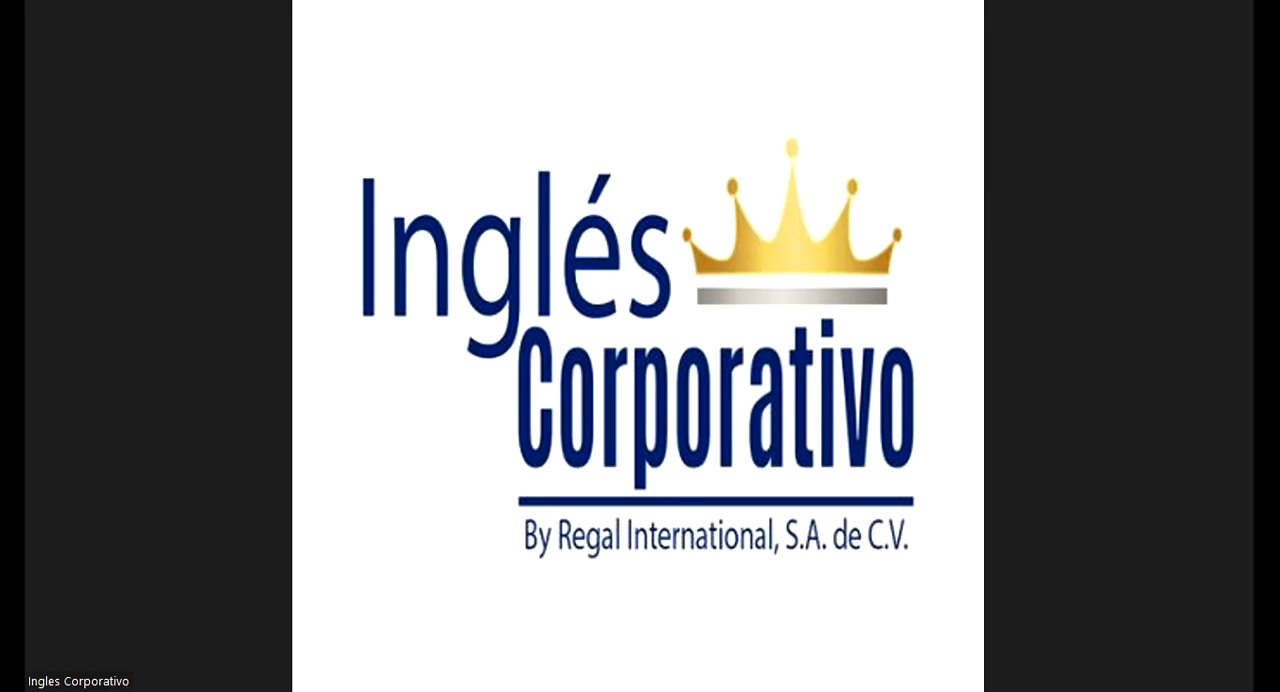 Inglés
Corporativo
By Regal International, S.A. de C.V.
Ingles Corporativo